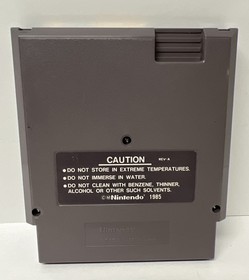 CAUTION REV-A
● DO NOT STORE IN EXTREME TEMPERATURES.
● DO NOT IMMERSE IN WATER.
● DO NOT CLEAN WITH BENZENE, THINNER,
ALCOHOL OR OTHER SUCH SOLVENTS.
Nintendo 1985